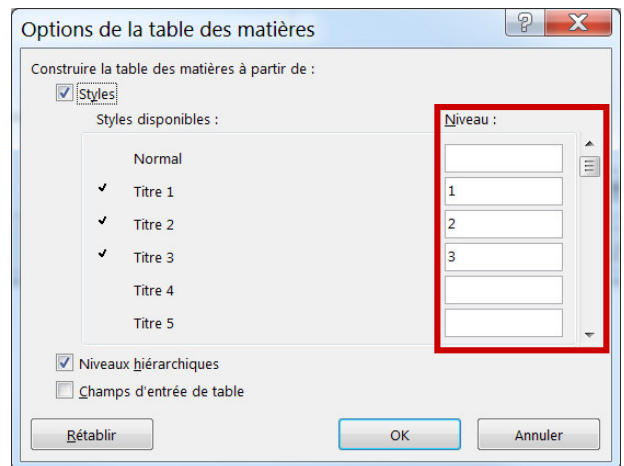 Options de la table des matières
Construire la table des matières à partir de :
Styles
Styles disponibles : Niveau :
Normal
Titre 1 1
Titre 2 2
Titre 3 3
Titre 4
Titre 5
Niveaux hiérarchiques
Champs d'entrée de table
Rétablir OK Annuler